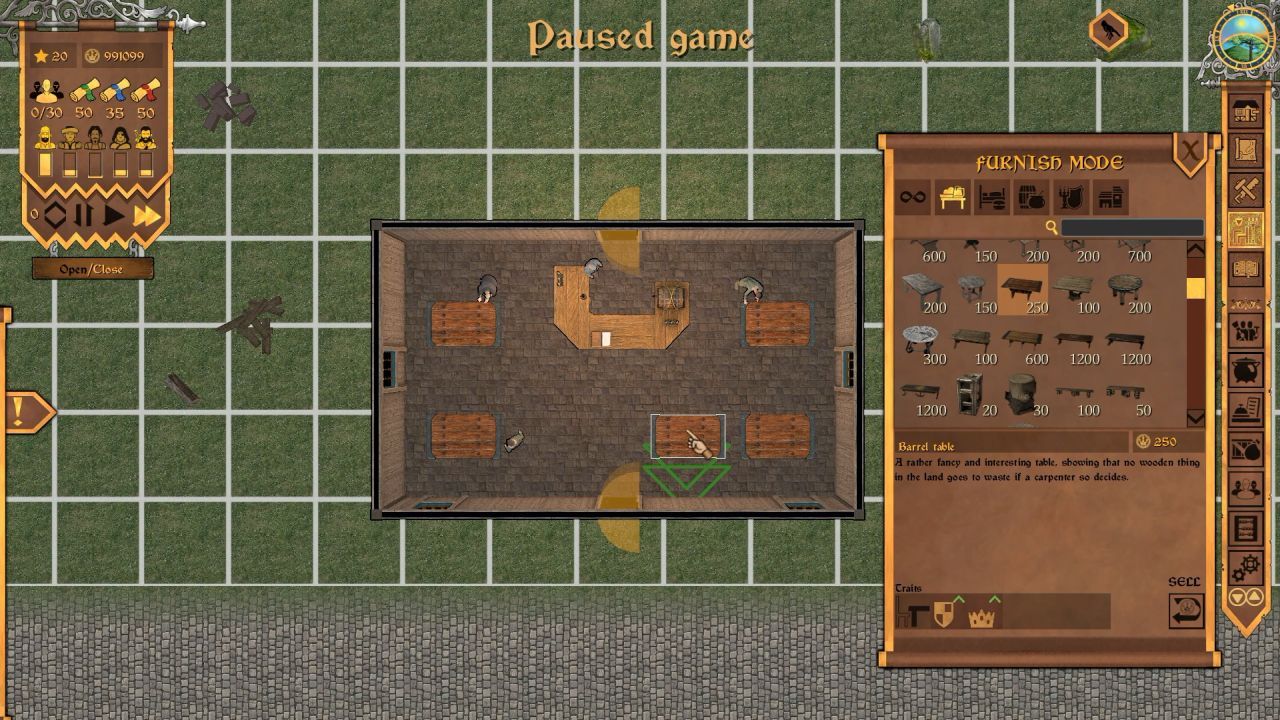 Paused game
20 991099
0/30 50 35 50
0
Open/Close
!
FURNISH MODE
X
600 150 200 200 700
200 150 250 100 200
300 100 600 1200 1200
1200 20 30 100 50
Barrel table 250
A rather fancy and interesting table, showing that no wooden thing
in the land goes to waste if a carpenter so decides.
SELL
Traits